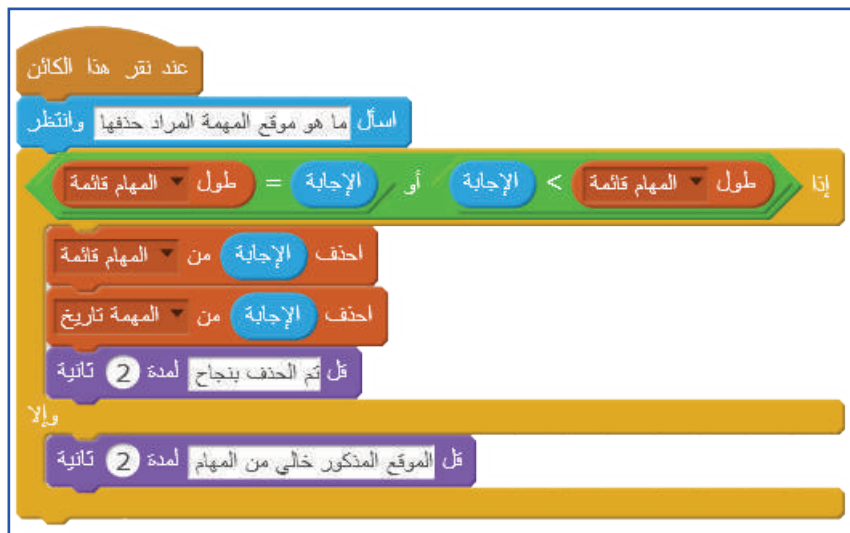 عند نقر هذا الكائن
اسأل ما هو موقع المهمة المراد حذفها وانتظر
إذا طول المهام قائمة > الإجابة أو الإجابة = طول المهام قائمة
احذف الإجابة من المهام قائمة
احذف الإجابة من المهمة تاريخ
قل تم الحذف بنجاح لمدة 2 ثانية
وإلا
قل الموقع المذكور خالي من المهام لمدة 2 ثانية